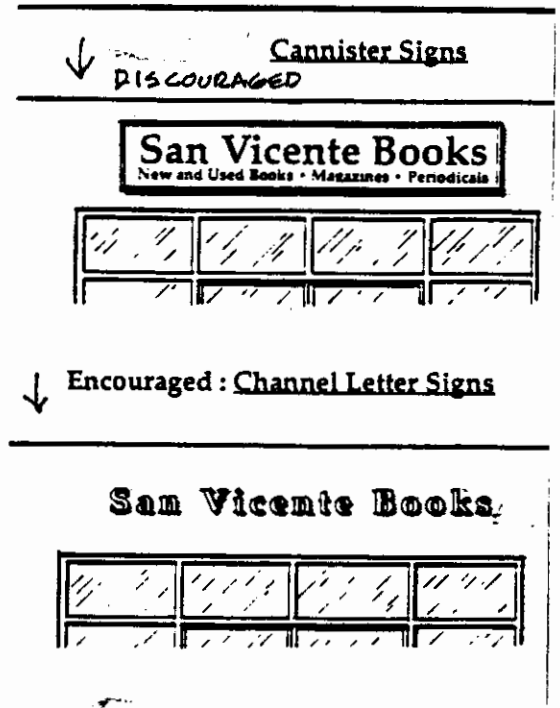 Cannister Signs
DISCOURAGED
San Vicente Books
New and Used Books • Magazines • Periodicals
Encouraged : Channel Letter Signs
San Vicente Books